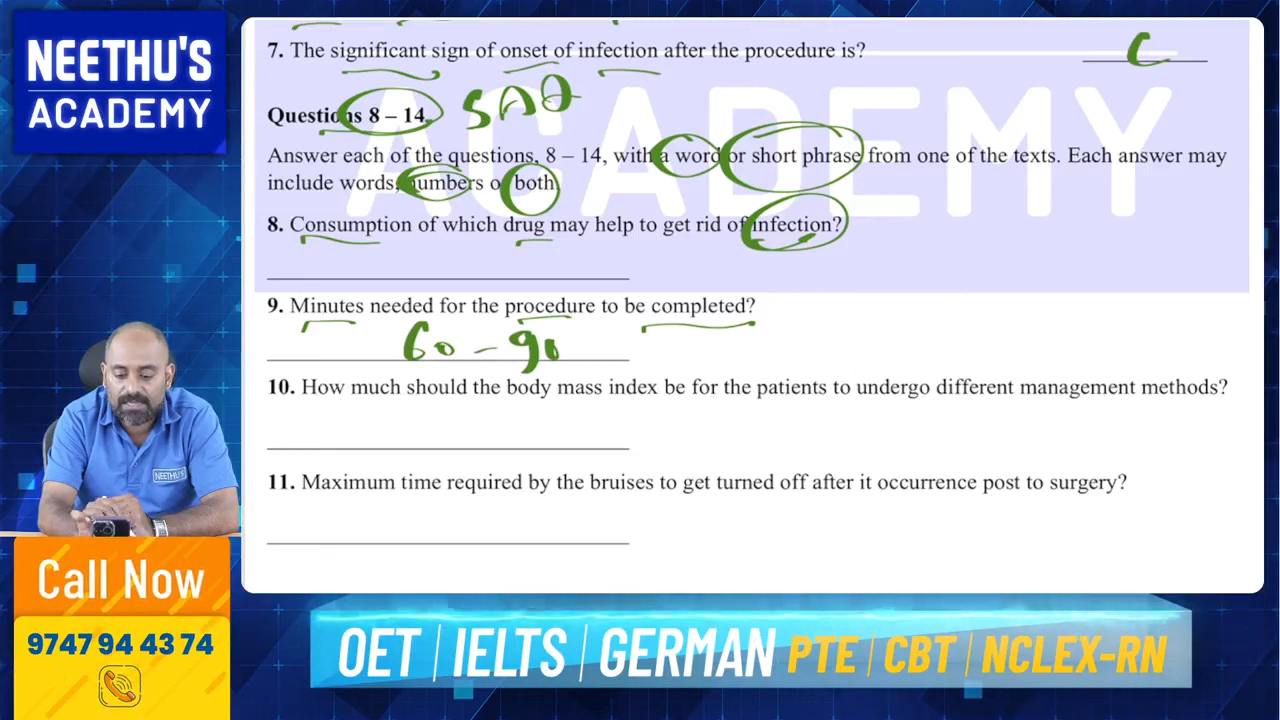 NEETHU'S
ACADEMY
7. The significant sign of onset of infection after the procedure is?
C
ACADEMY
Questions 8 – 14.
SAQ
Answer each of the questions, 8 – 14, with a word or short phrase from one of the texts. Each answer may
include words, numbers or both.
8. Consumption of which drug may help to get rid of infection?
9. Minutes needed for the procedure to be completed?
60 – 90
10. How much should the body mass index be for the patients to undergo different management methods?
11. Maximum time required by the bruises to get turned off after it occurrence post to surgery?
NEETHU'S
Call Now
9747 94 43 74
OET | IELTS | GERMAN PTE | CBT | NCLEX-RN